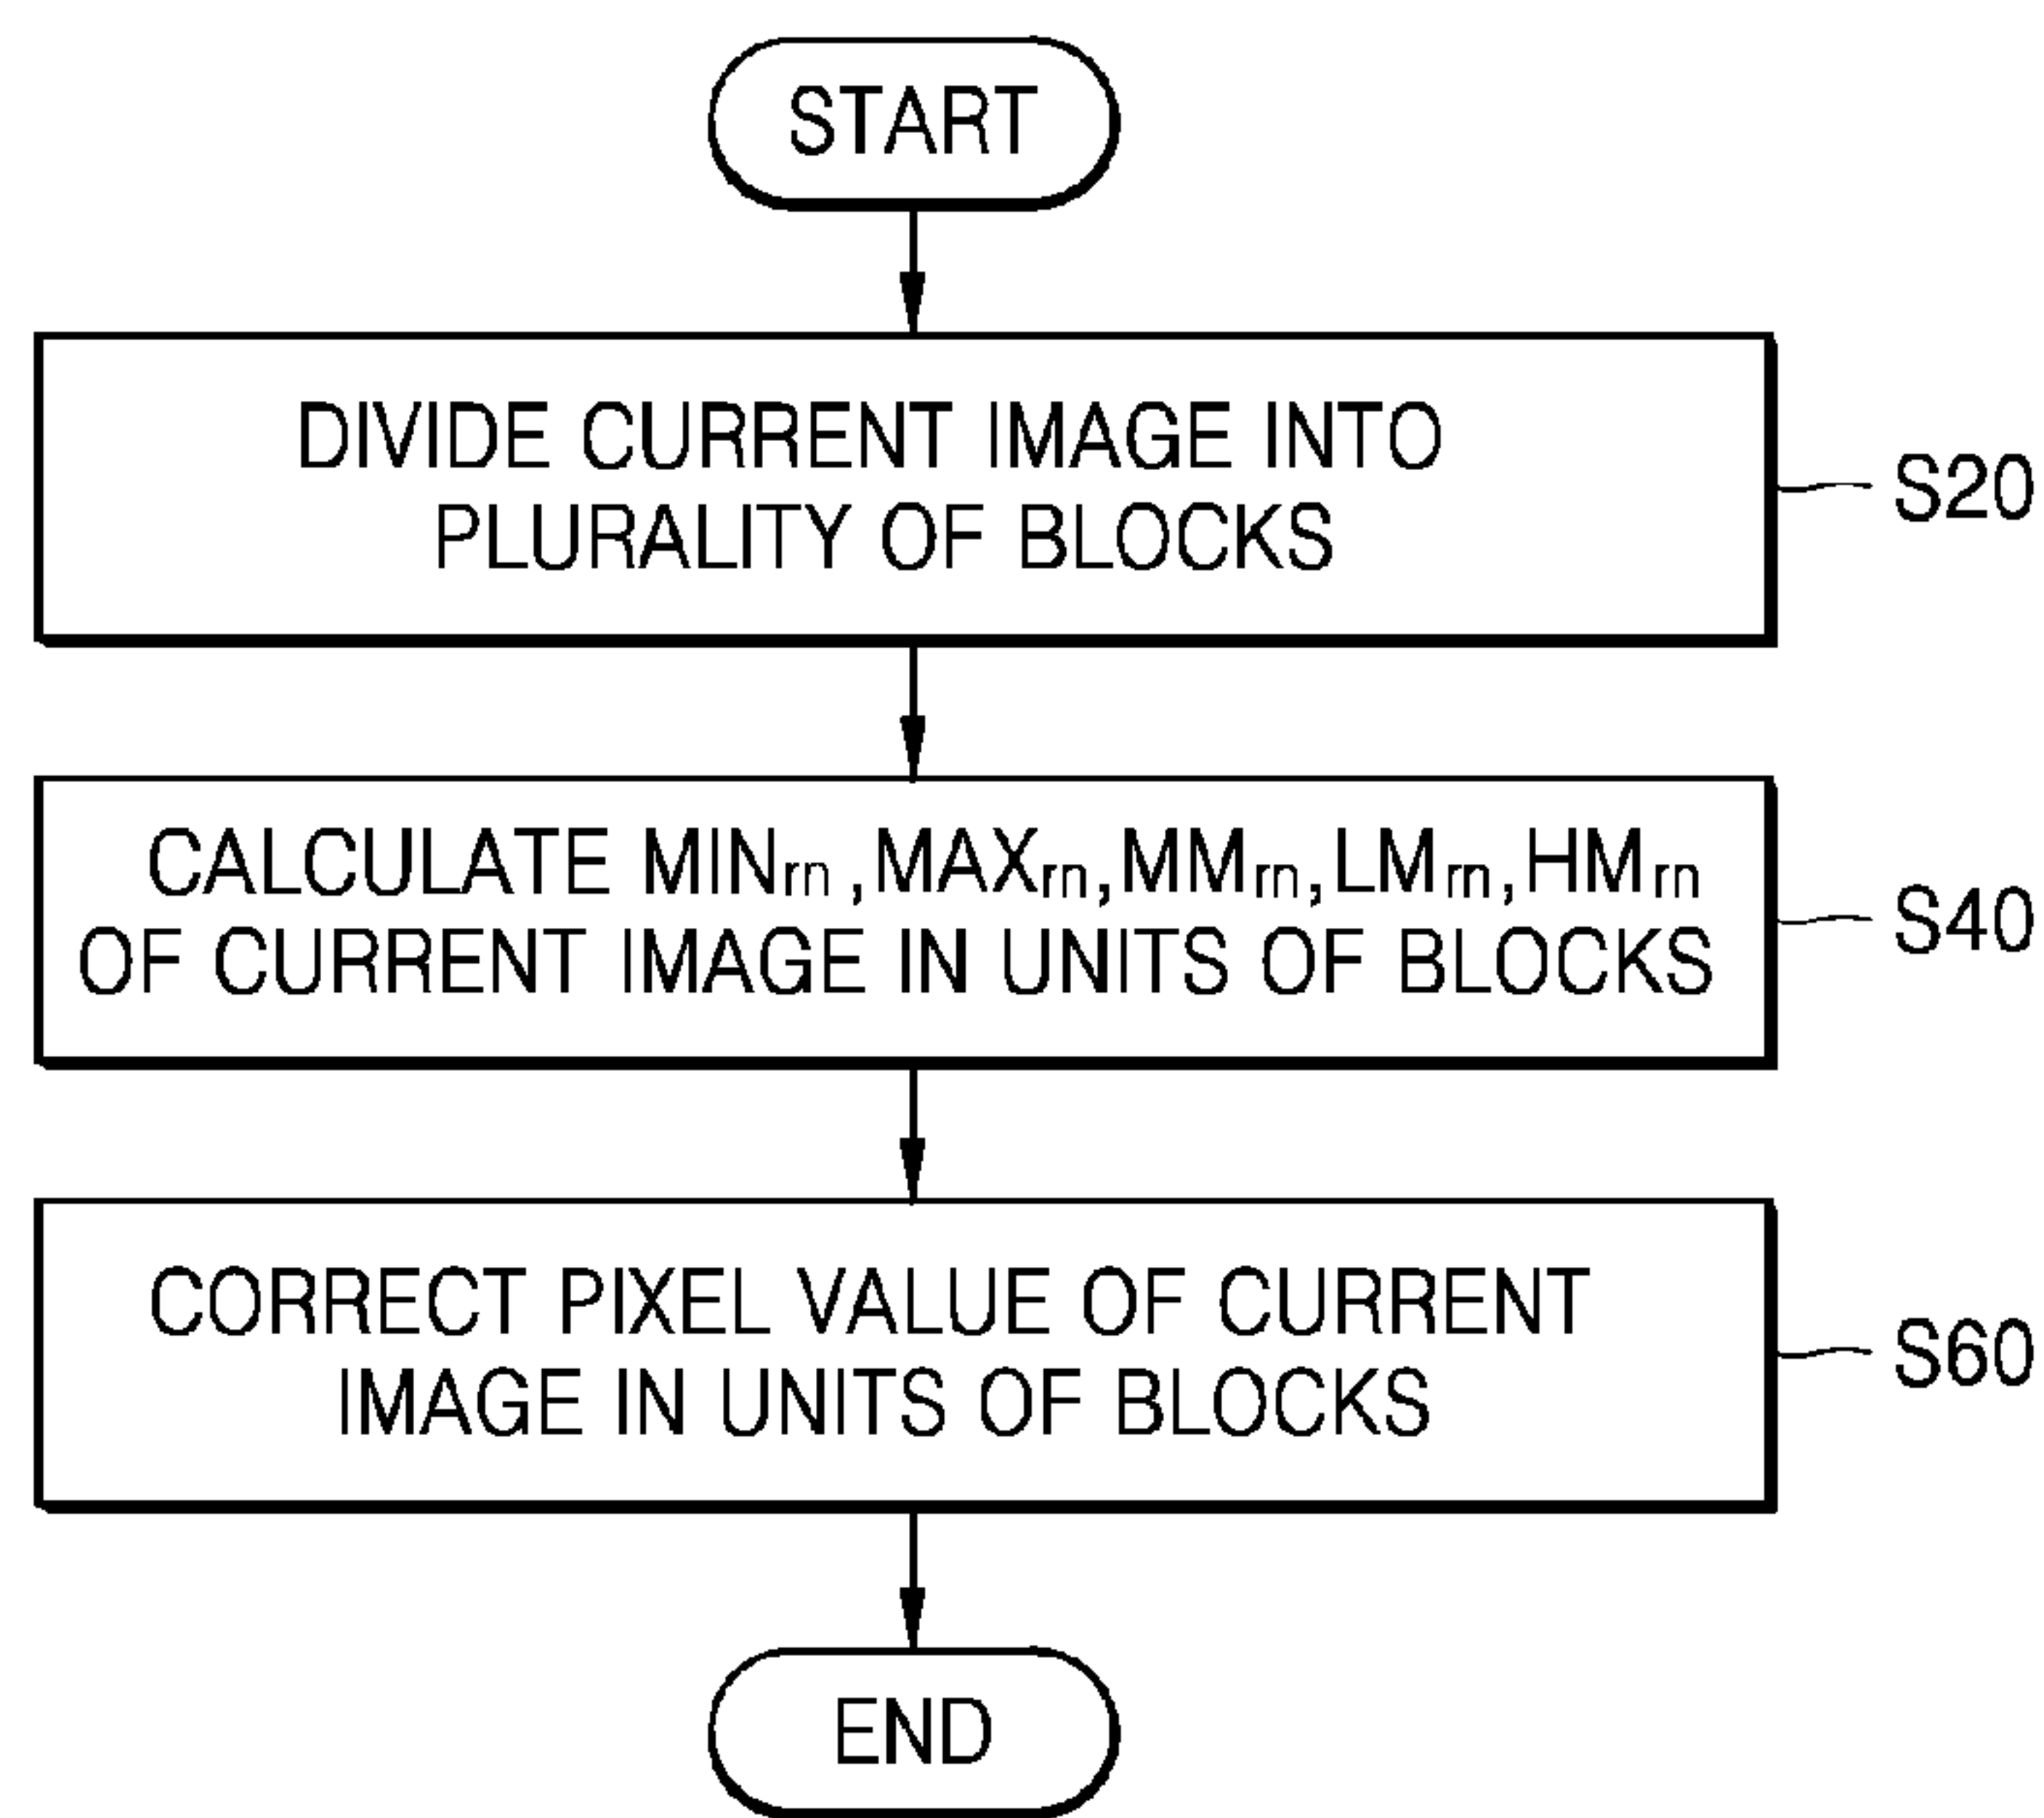 START
DIVIDE CURRENT IMAGE INTO
PLURALITY OF BLOCKS
S20
CALCULATE MINrn ,MAXrn,MMrn,LMrn,HMrn
OF CURRENT IMAGE IN UNITS OF BLOCKS
S40
CORRECT PIXEL VALUE OF CURRENT
IMAGE IN UNITS OF BLOCKS
S60
END